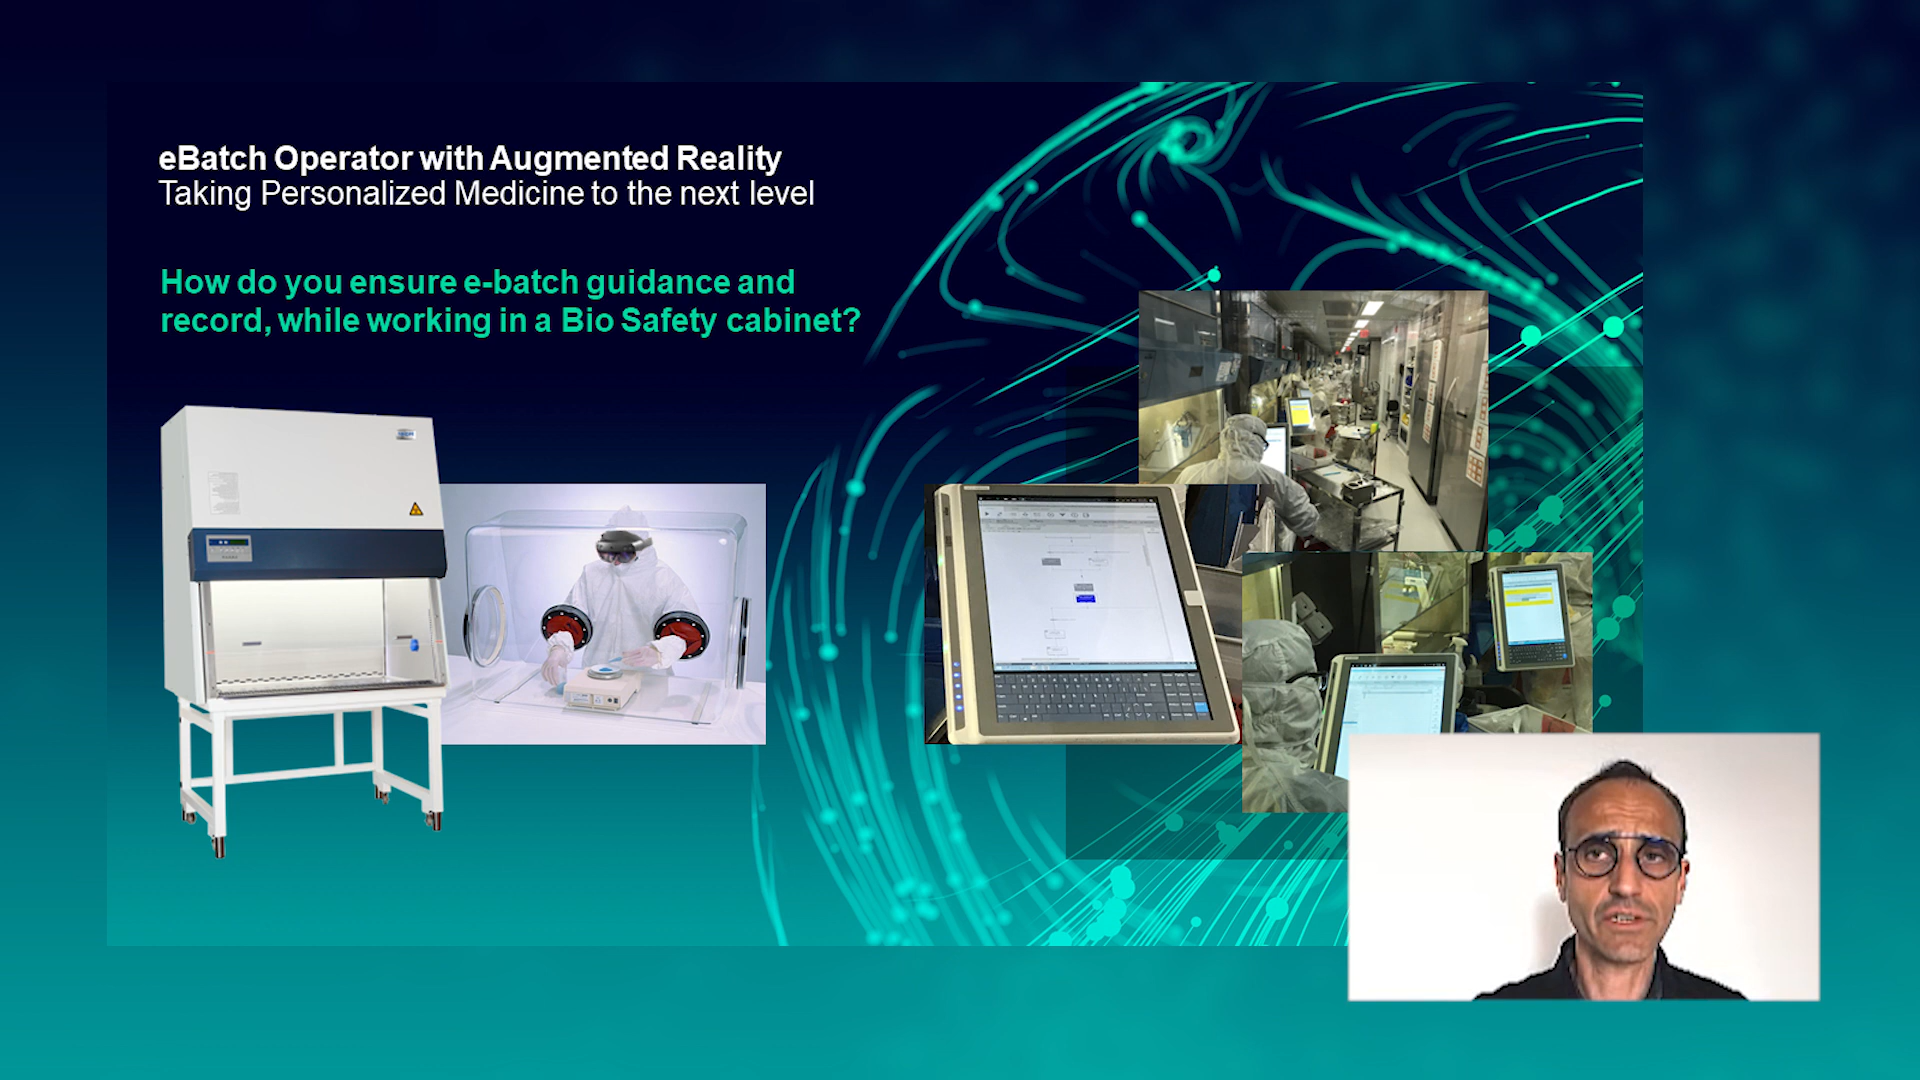 eBatch Operator with Augmented Reality
Taking Personalized Medicine to the next level
How do you ensure e-batch guidance and
record, while working in a Bio Safety cabinet?